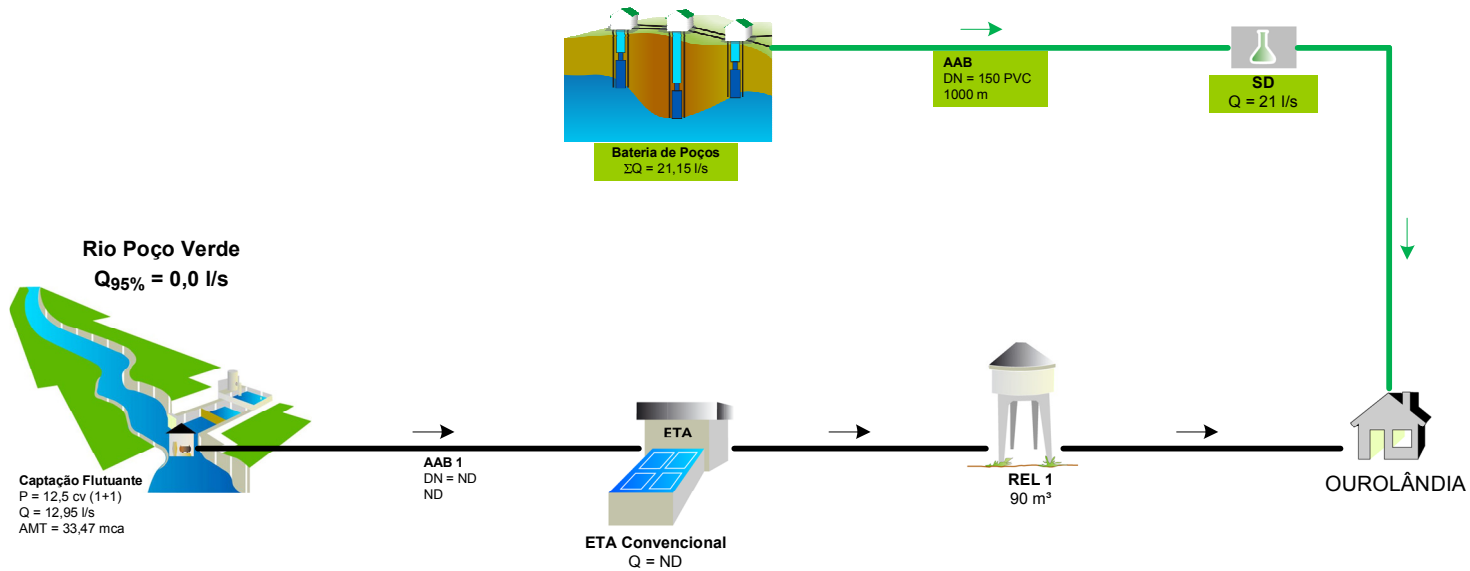 AAB
DN = 150 PVC
1000 m
SD
Q = 21 l/s
Bateria de Poços
ΣQ = 21,15 l/s
Rio Poço Verde
Q95% = 0,0 l/s
Captação Flutuante
P = 12,5 cv (1+1)
Q = 12,95 l/s
AMT = 33,47 mca
AAB 1
DN = ND
ND
ETA
ETA Convencional
Q = ND
REL 1
90 m³
OUROLÂNDIA